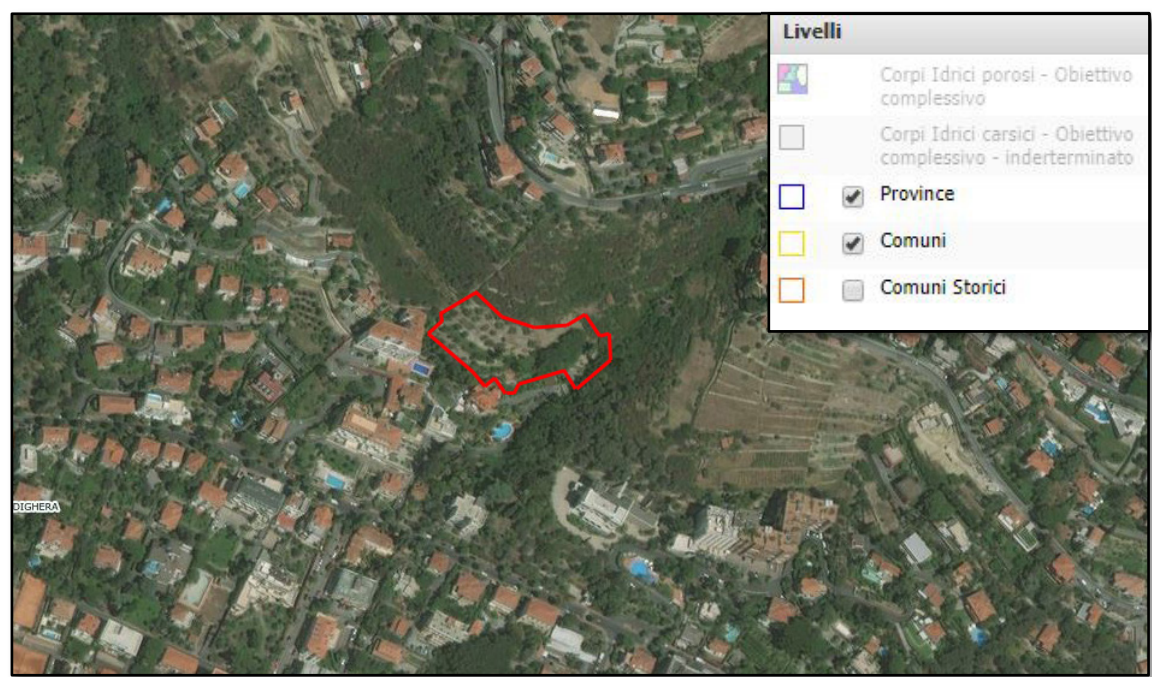 Livelli
Corpi Idrici porosi - Obiettivo
complessivo
Corpi Idrici carsici - Obiettivo
complessivo - inderterminato
Province
Comuni
Comuni Storici
DIGHERA